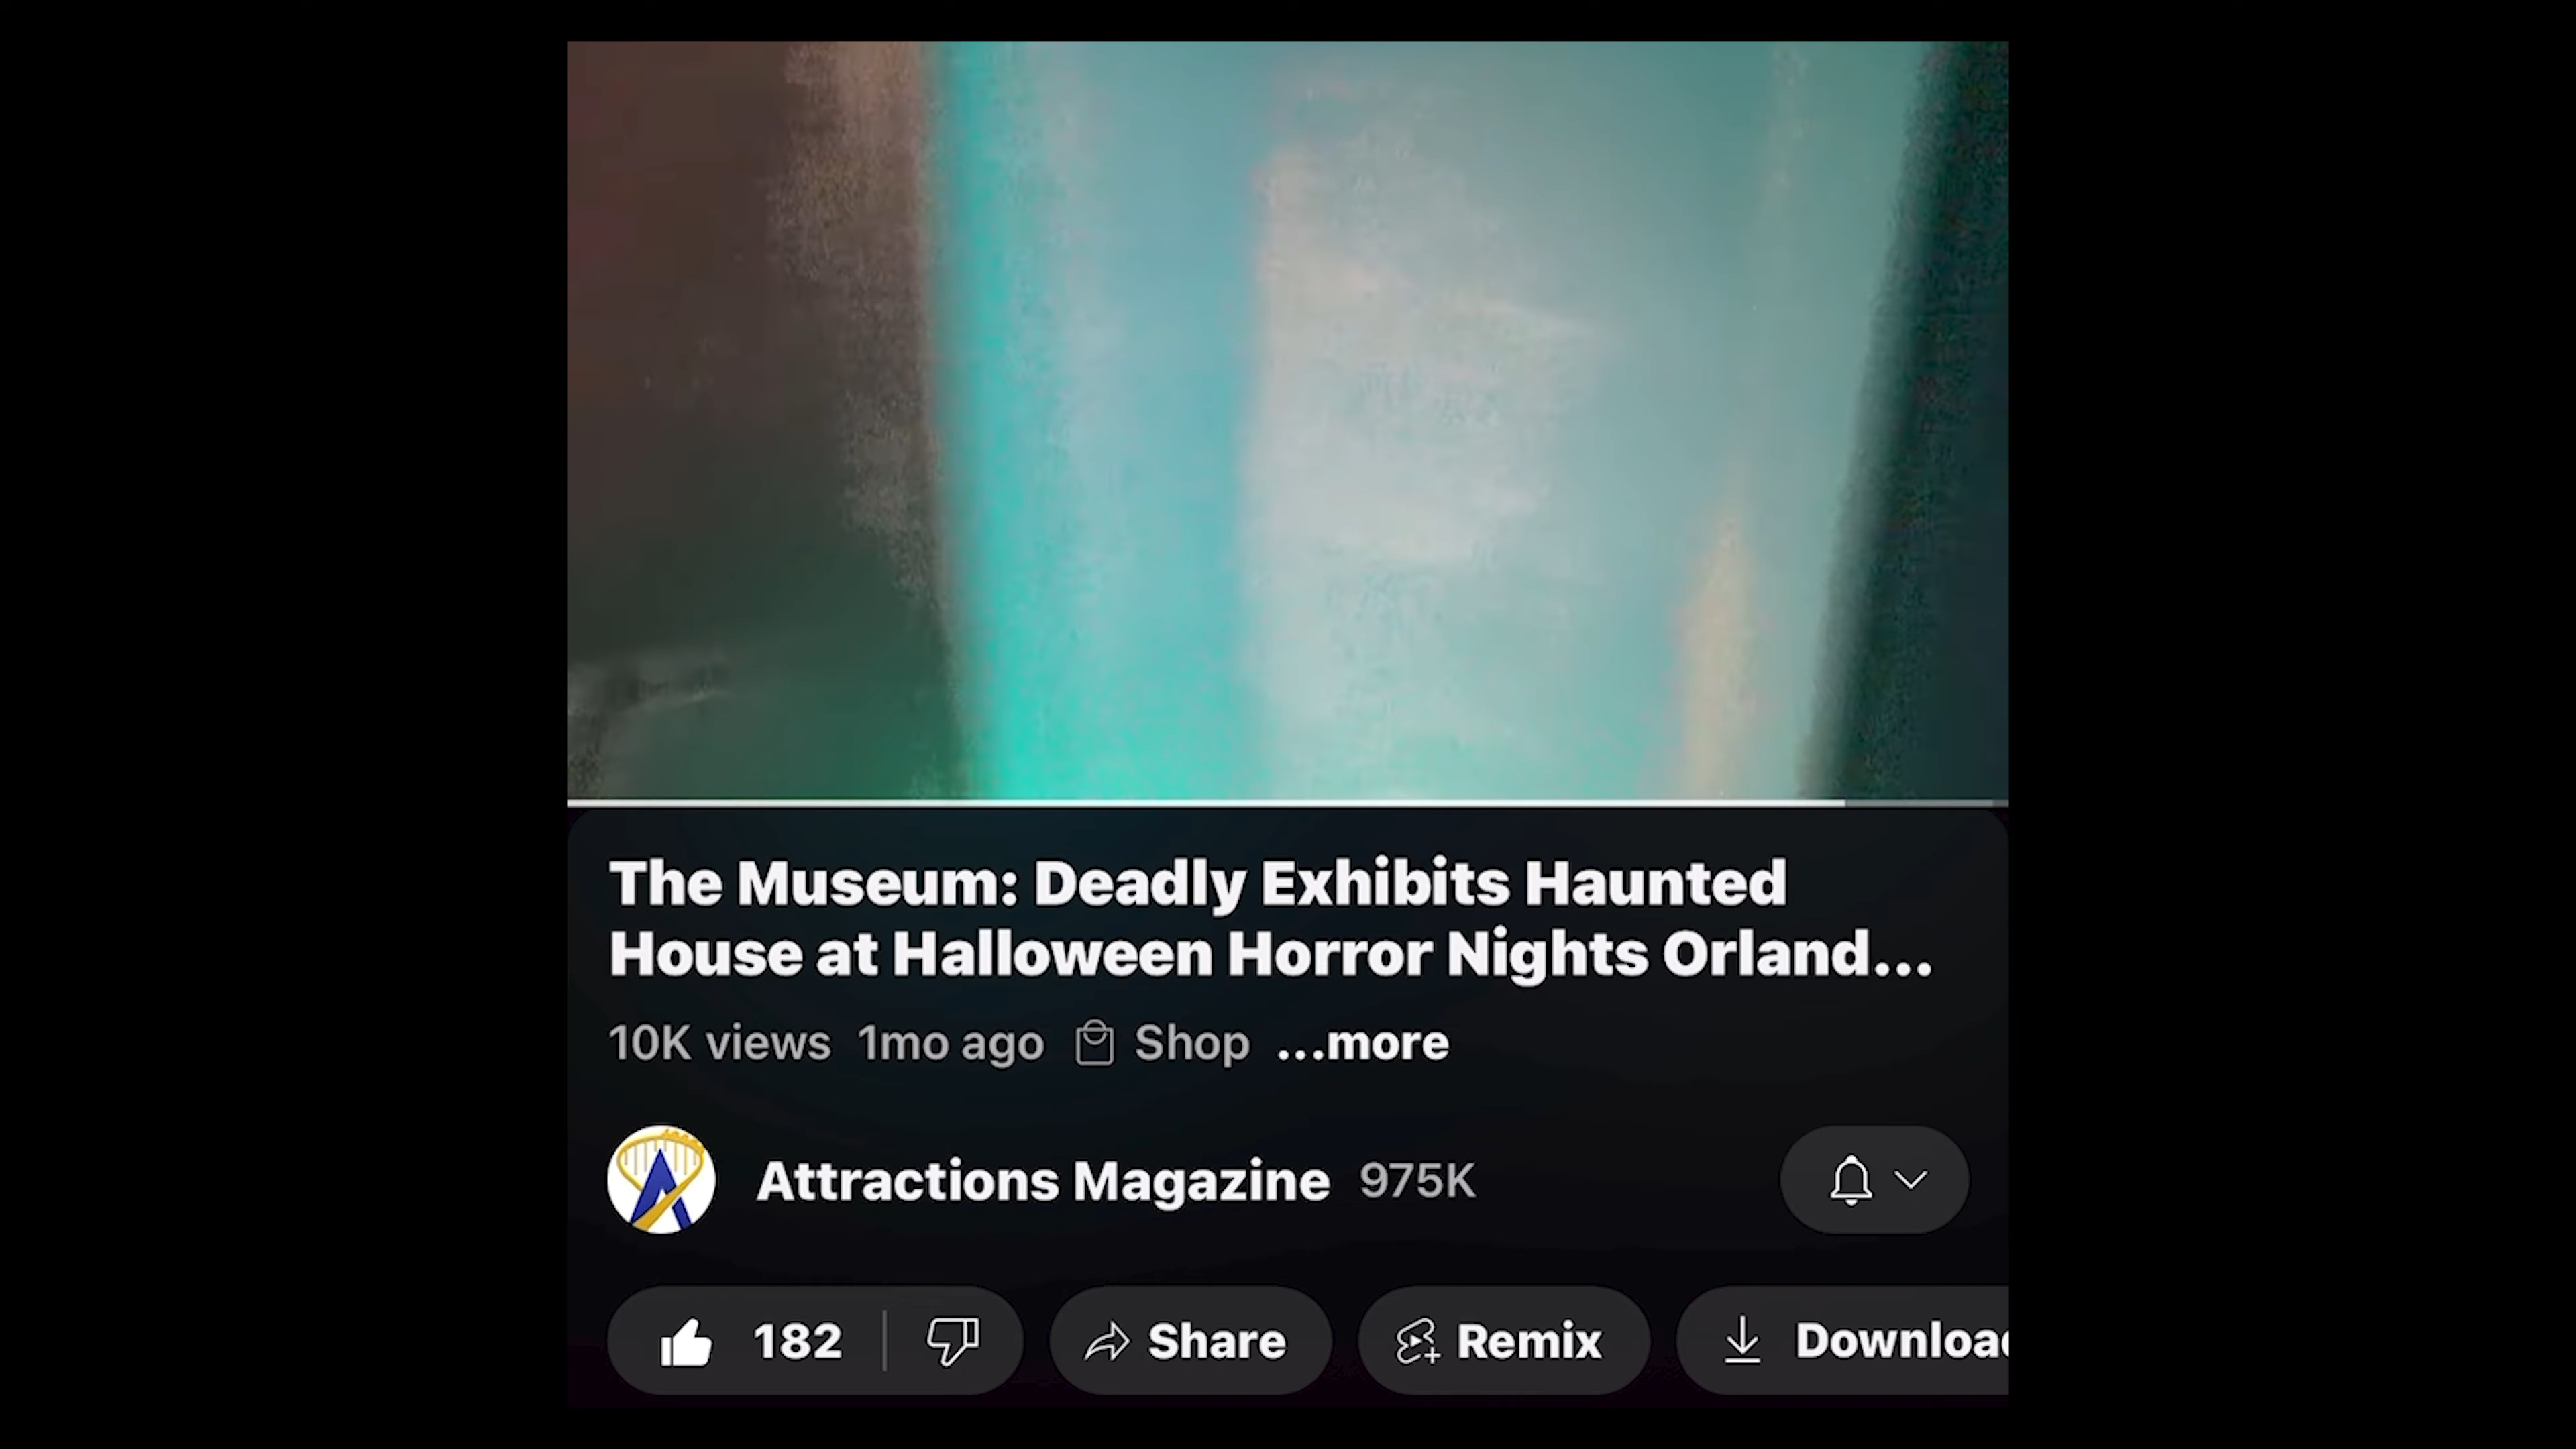 The Museum: Deadly Exhibits Haunted
House at Halloween Horror Nights Orland...
10K views 1mo ago Shop ...more
Attractions Magazine 975K
182 Share Remix Downloa